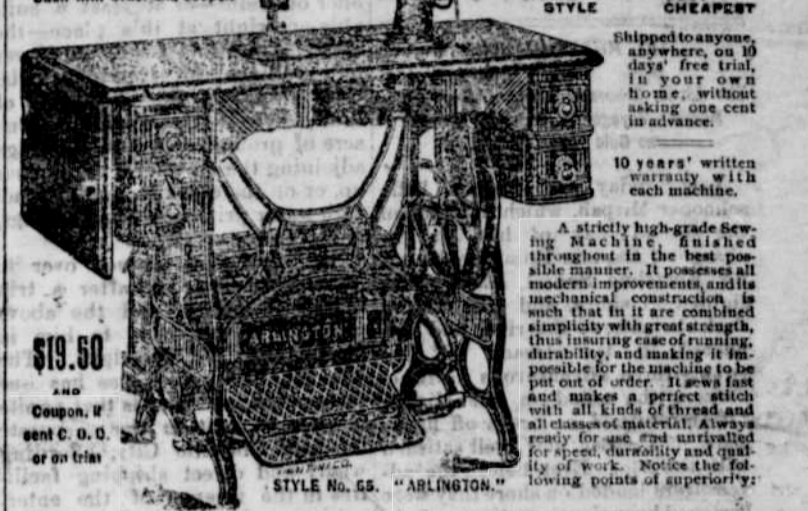 STYLE CHEAPEST
Shipped to anyone,
anywhere, on 10
days' free trial,
in your own
home, without
asking one cent
in advance.
10 years' written
warranty with
each machine.
A strictly high-grade Sew-
ing Machine, finished
throughout in the best pos-
sible manner. It possesses all
modern improvements, and its
mechanical construction is
such that in it are combined
simplicity with great strength,
thus insuring ease of running,
durability, and making it im-
possible for the machine to be
put out of order. It sews fast
and makes a perfect stitch
with all kinds of thread and
all classes of material. Always
ready for use and unrivalled
for speed, durability and qual-
ity of work. Notice the fol-
lowing points of superiority:
ARLINGTON
$19.50
AND
Coupon. If
sent C. O. D.
or on trial
STYLE No. 65. "ARLINGTON."